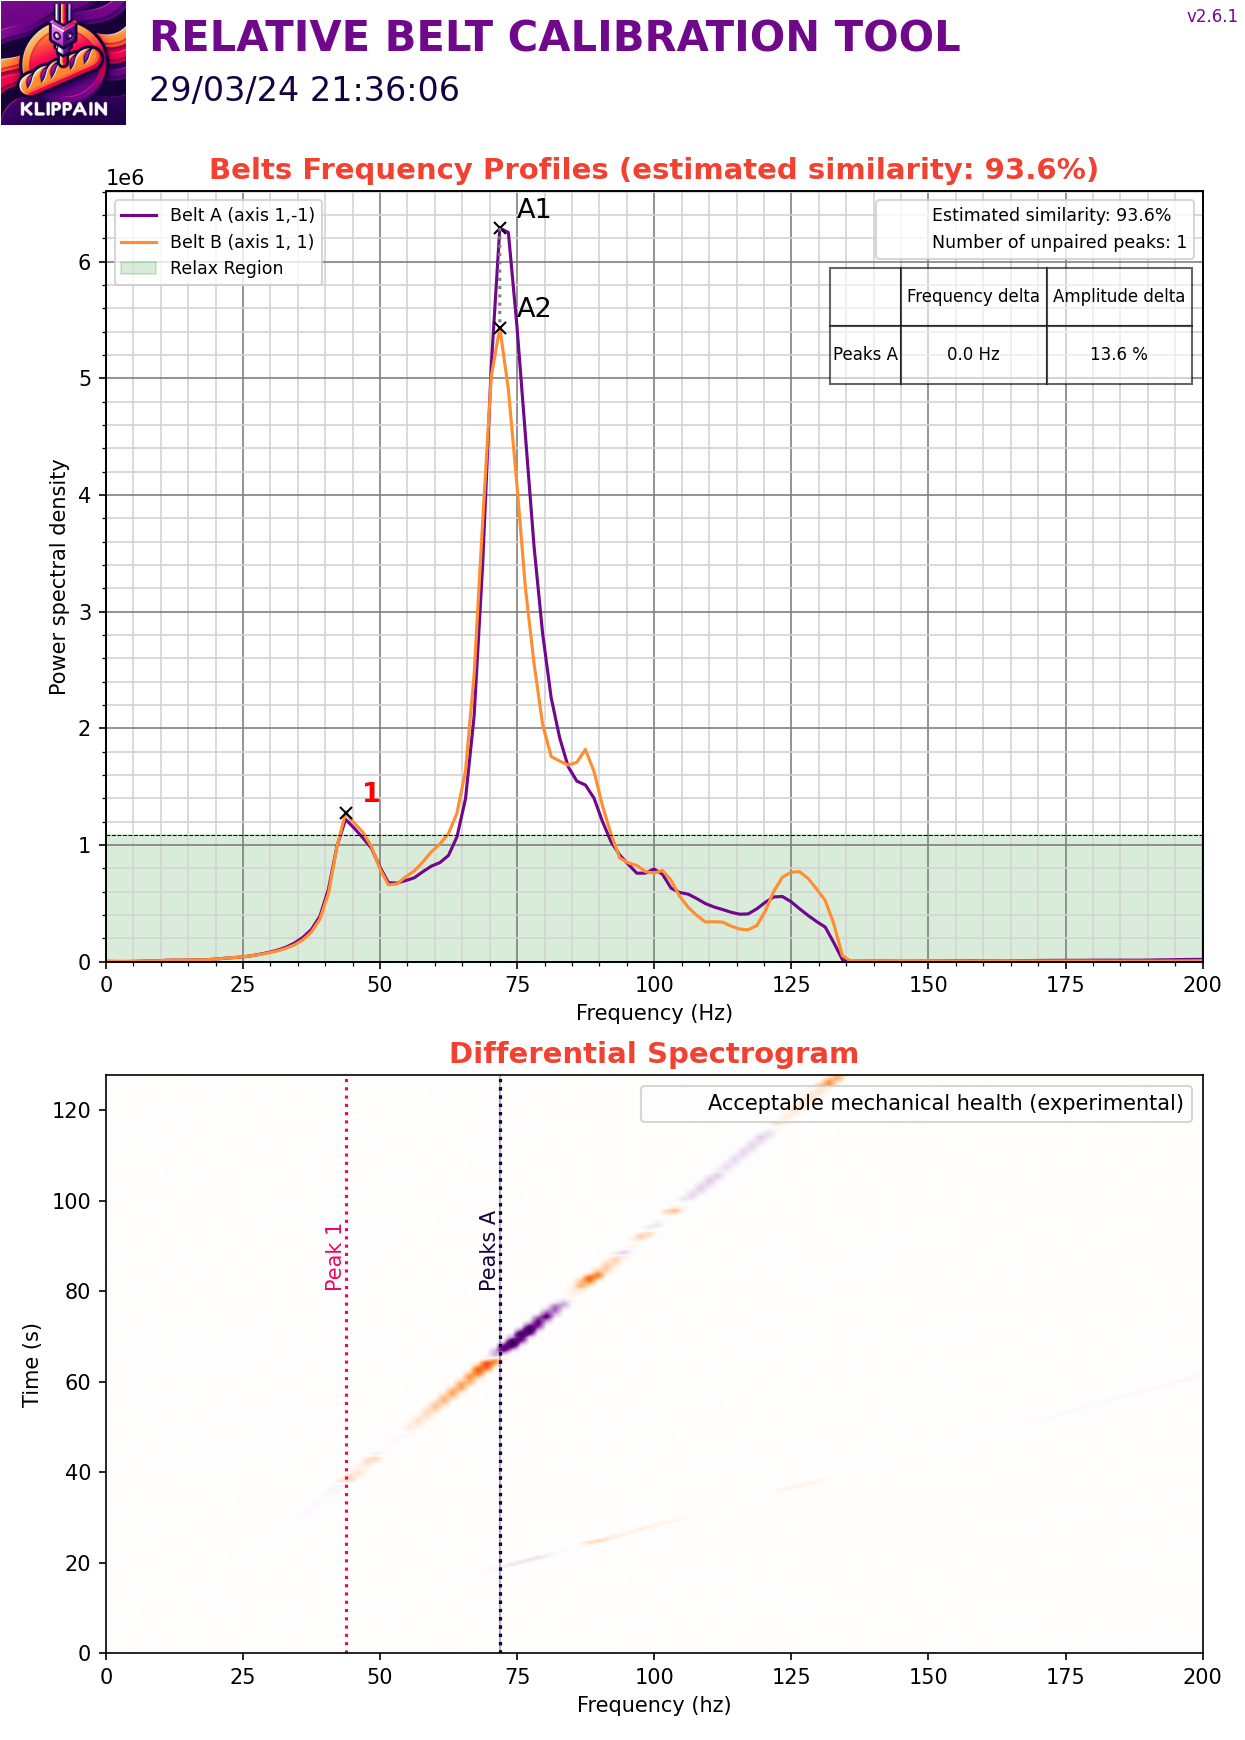 KLIPPAIN
RELATIVE BELT CALIBRATION TOOL
v2.6.1
29/03/24 21:36:06
Belts Frequency Profiles (estimated similarity: 93.6%)
1e6
Belt A (axis 1,-1)
Belt B (axis 1, 1)
Relax Region
Estimated similarity: 93.6%
Number of unpaired peaks: 1
Frequency delta Amplitude delta
Peaks A 0.0 Hz 13.6 %
A1
A2
1
Power spectral density
6
5
4
3
2
1
0
0 25 50 75 100 125 150 175 200
Frequency (Hz)
Differential Spectrogram
Acceptable mechanical health (experimental)
Peak 1
Peaks A
Time (s)
120
100
80
60
40
20
0
0 25 50 75 100 125 150 175 200
Frequency (hz)